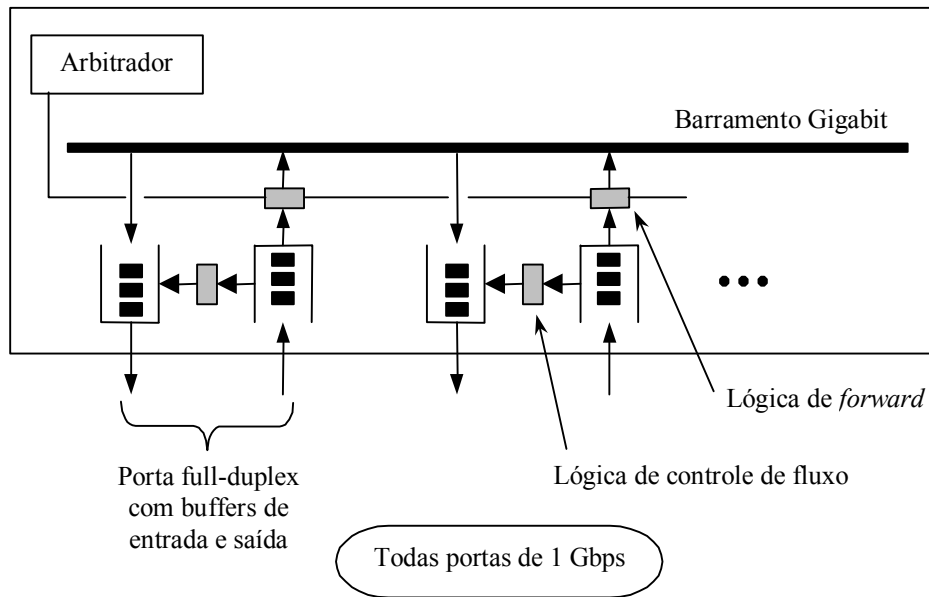 Arbitrador
Barramento Gigabit
Lógica de forward
Lógica de controle de fluxo
Porta full-duplex
com buffers de
entrada e saída
Todas portas de 1 Gbps